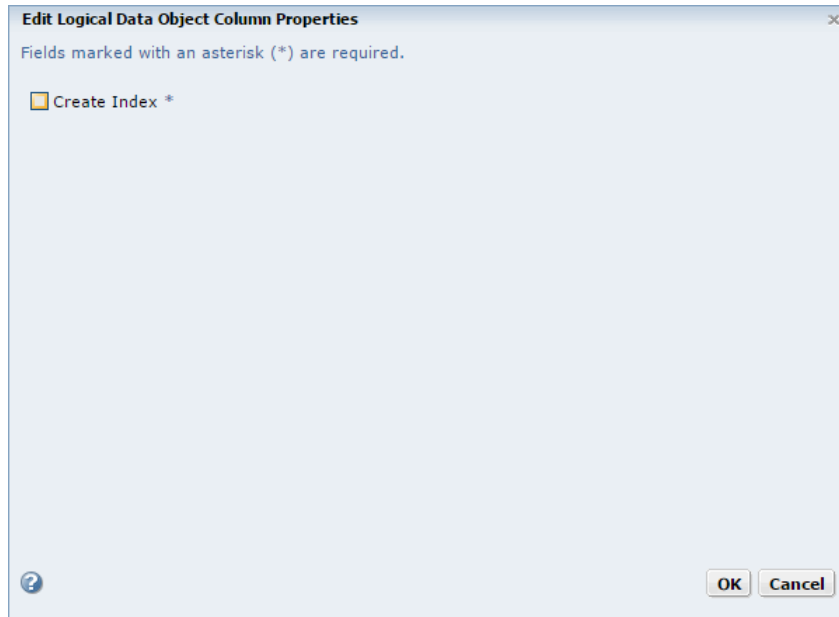 Edit Logical Data Object Column Properties
Fields marked with an asterisk (*) are required.
Create Index *
OK Cancel